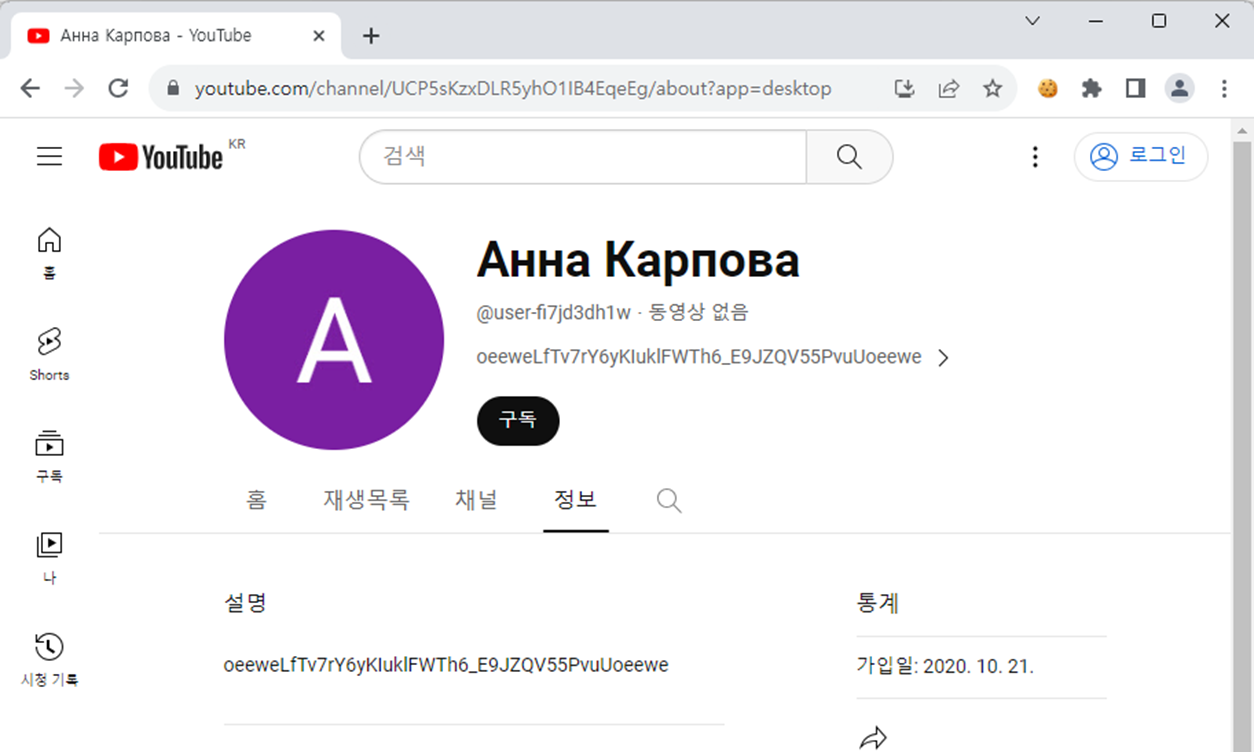 Анна Карпова - YouTube
youtube.com/channel/UCP5sKzxDLR5yhO1IB4EqeEg/about?app=desktop
YouTube KR
검색
로그인
홈
Shorts
구독
나
시청 기록
A
Анна Карпова
@user-fi7jd3dh1w · 동영상 없음
oeeweLfTv7rY6yKIuklFWTh6_E9JZQV55PvuUoeewe
구독
홈 재생목록 채널 정보
설명
oeeweLfTv7rY6yKIuklFWTh6_E9JZQV55PvuUoeewe
통계
가입일: 2020. 10. 21.